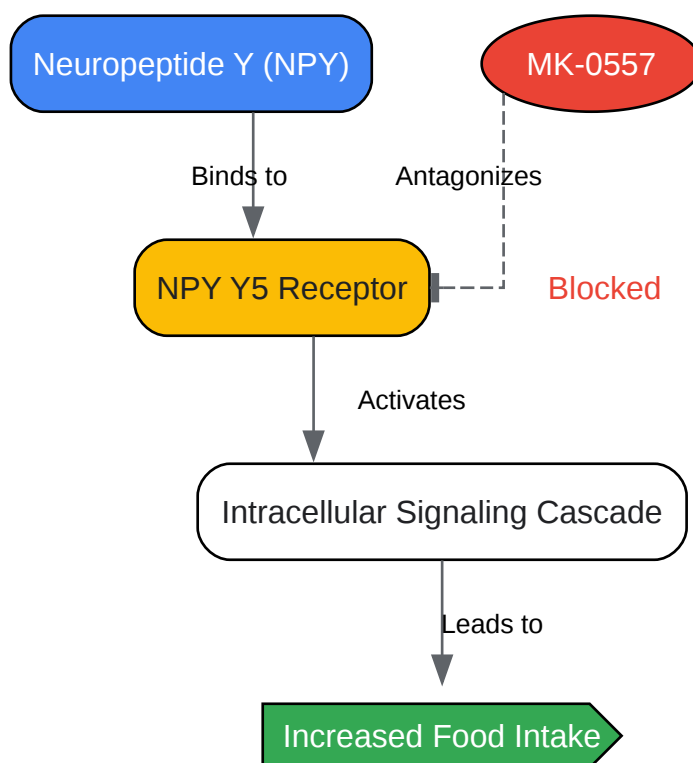 Neuropeptide Y (NPY)
MK-0557
Binds to
Antagonizes
NPY Y5 Receptor
Blocked
Activates
Intracellular Signaling Cascade
Leads to
Increased Food Intake